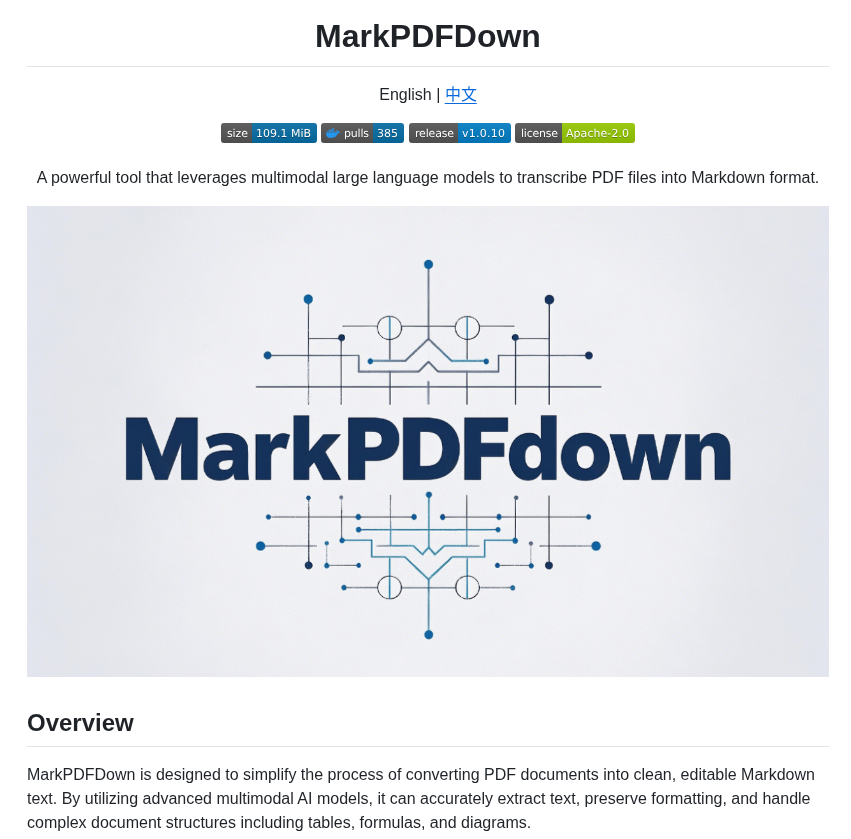 MarkPDFDown
English | 中文
size 109.1 MiB pulls 385 release v1.0.10 license Apache-2.0
A powerful tool that leverages multimodal large language models to transcribe PDF files into Markdown format.
MarkPDFdown
Overview
MarkPDFDown is designed to simplify the process of converting PDF documents into clean, editable Markdown
text. By utilizing advanced multimodal AI models, it can accurately extract text, preserve formatting, and handle
complex document structures including tables, formulas, and diagrams.